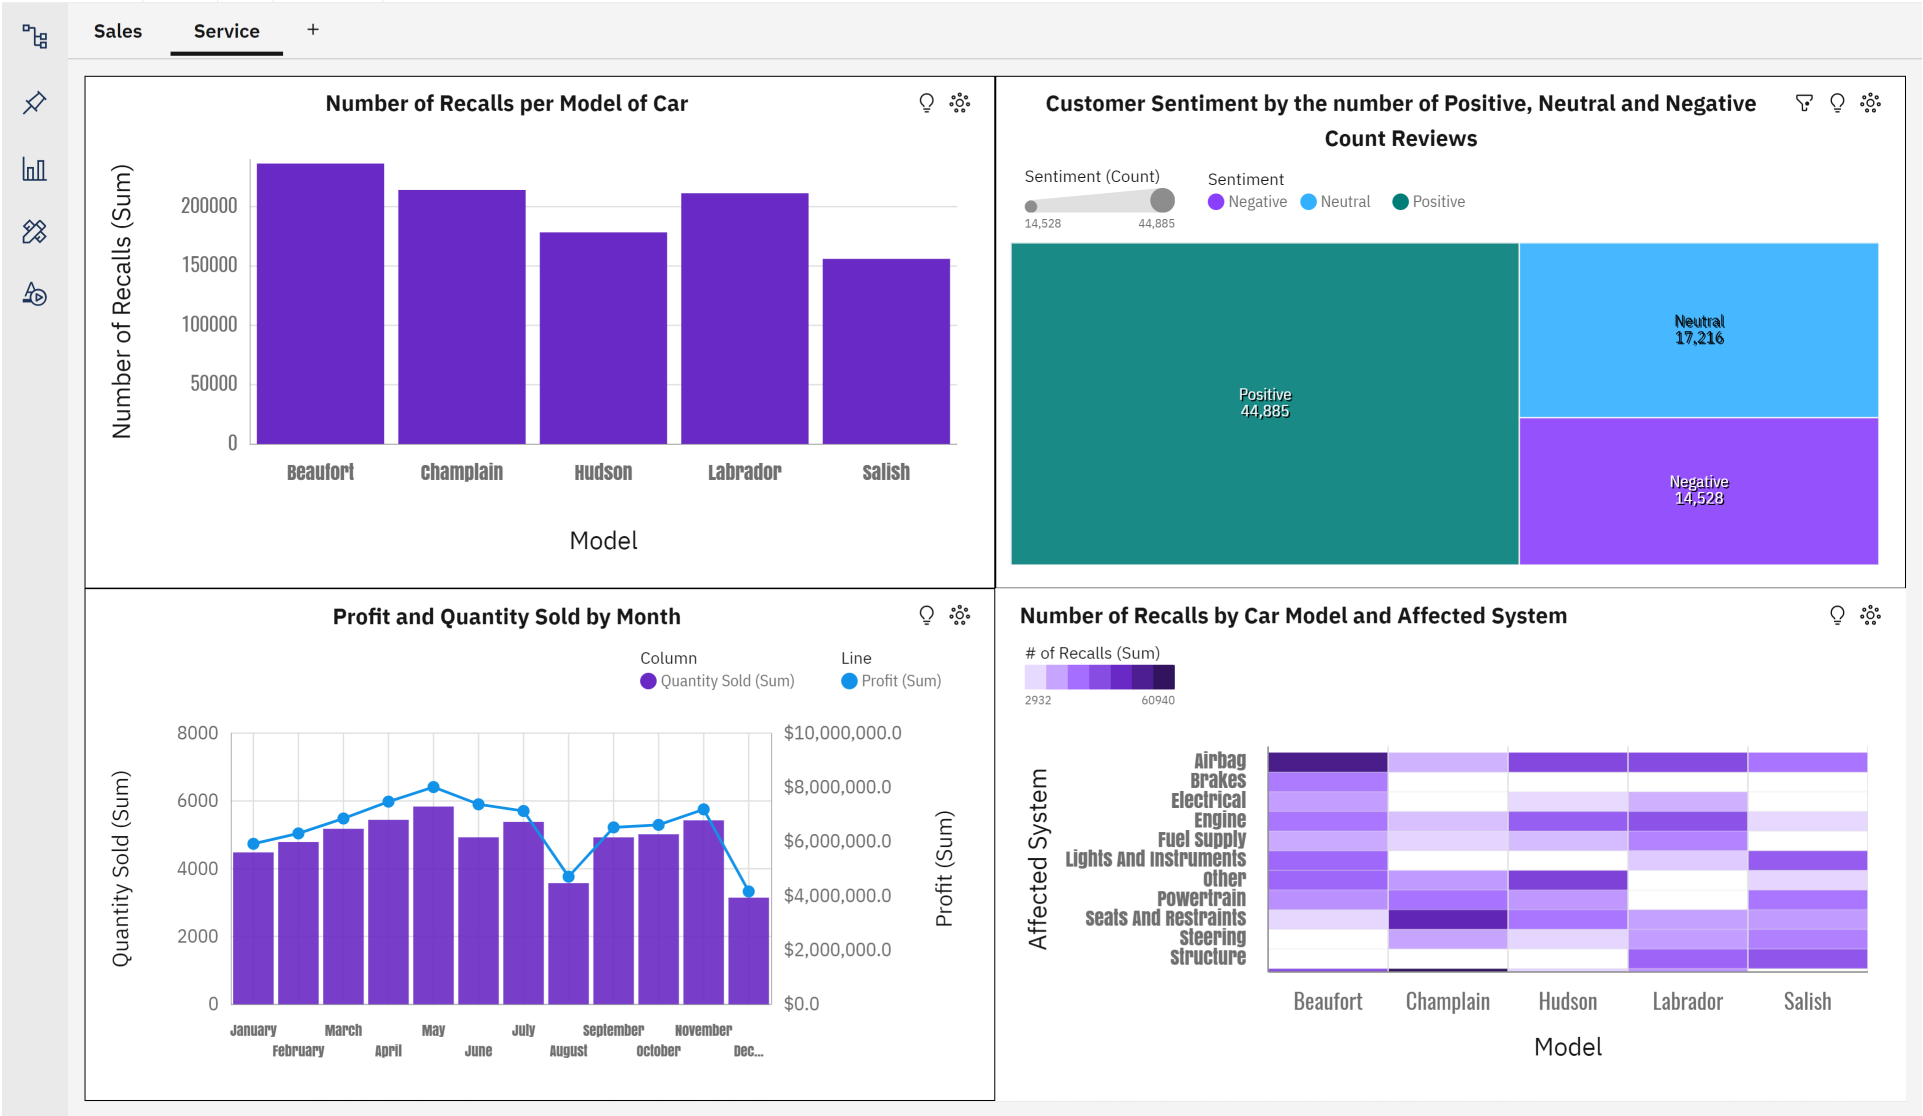 Sales
Service
+
Number of Recalls per Model of Car
Number of Recalls (Sum)
200000
150000
100000
50000
0
Beaufort
Champlain
Hudson
Labrador
Salish
Model
Customer Sentiment by the number of Positive, Neutral and Negative
Count Reviews
Sentiment (Count)
14,528
44,885
Sentiment
Negative
Neutral
Positive
Positive
44,885
Neutral
17,216
Negative
14,528
Profit and Quantity Sold by Month
Column
Quantity Sold (Sum)
Line
Profit (Sum)
Quantity Sold (Sum)
8000
6000
4000
2000
0
$10,000,000.0
$8,000,000.0
$6,000,000.0
$4,000,000.0
$2,000,000.0
$0.0
Profit (Sum)
January
February
March
April
May
June
July
August
September
October
November
Dec...
Number of Recalls by Car Model and Affected System
# of Recalls (Sum)
2932
60940
Affected System
Airbag
Brakes
Electrical
Engine
Fuel Supply
Lights And Instruments
Other
Powertrain
Seats And Restraints
Steering
Structure
Beaufort
Champlain
Hudson
Labrador
Salish
Model